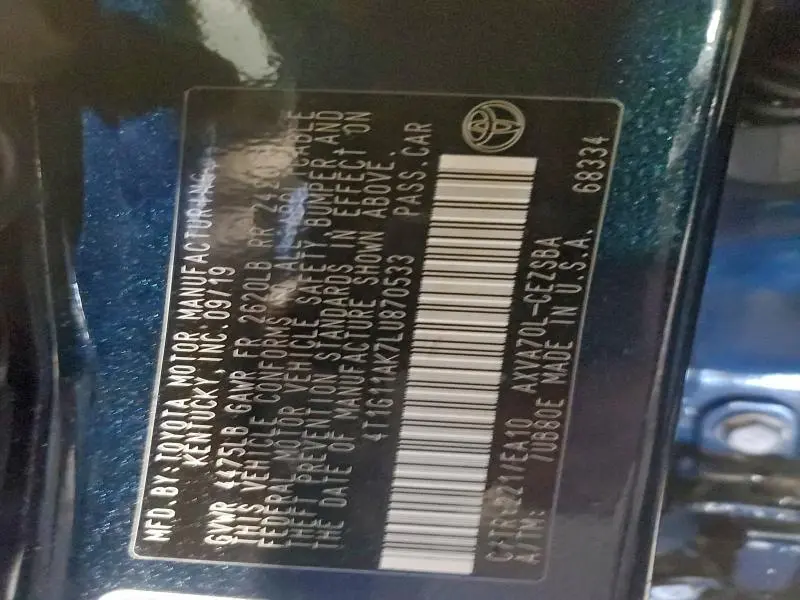 MFD. BY: TOYOTA MOTOR MANUFACTURING,
KENTUCKY, INC. 09/19
GVWR 4475LB GAWR FR 2620LB RR
THIS VEHICLE CONFORMS ALL APPLICABLE
FEDERAL MOTOR VEHICLE SAFETY BUMPER, AND
THEFT PREVENTION STANDARDS IN EFFECT ON
THE DATE OF MANUFACTURE SHOWN ABOVE.
4T1G11AK7LU870533 PASS.CAR
AXVA70L-CEZSBA
A/TM: /UB80E MADE IN U.S.A. 68334